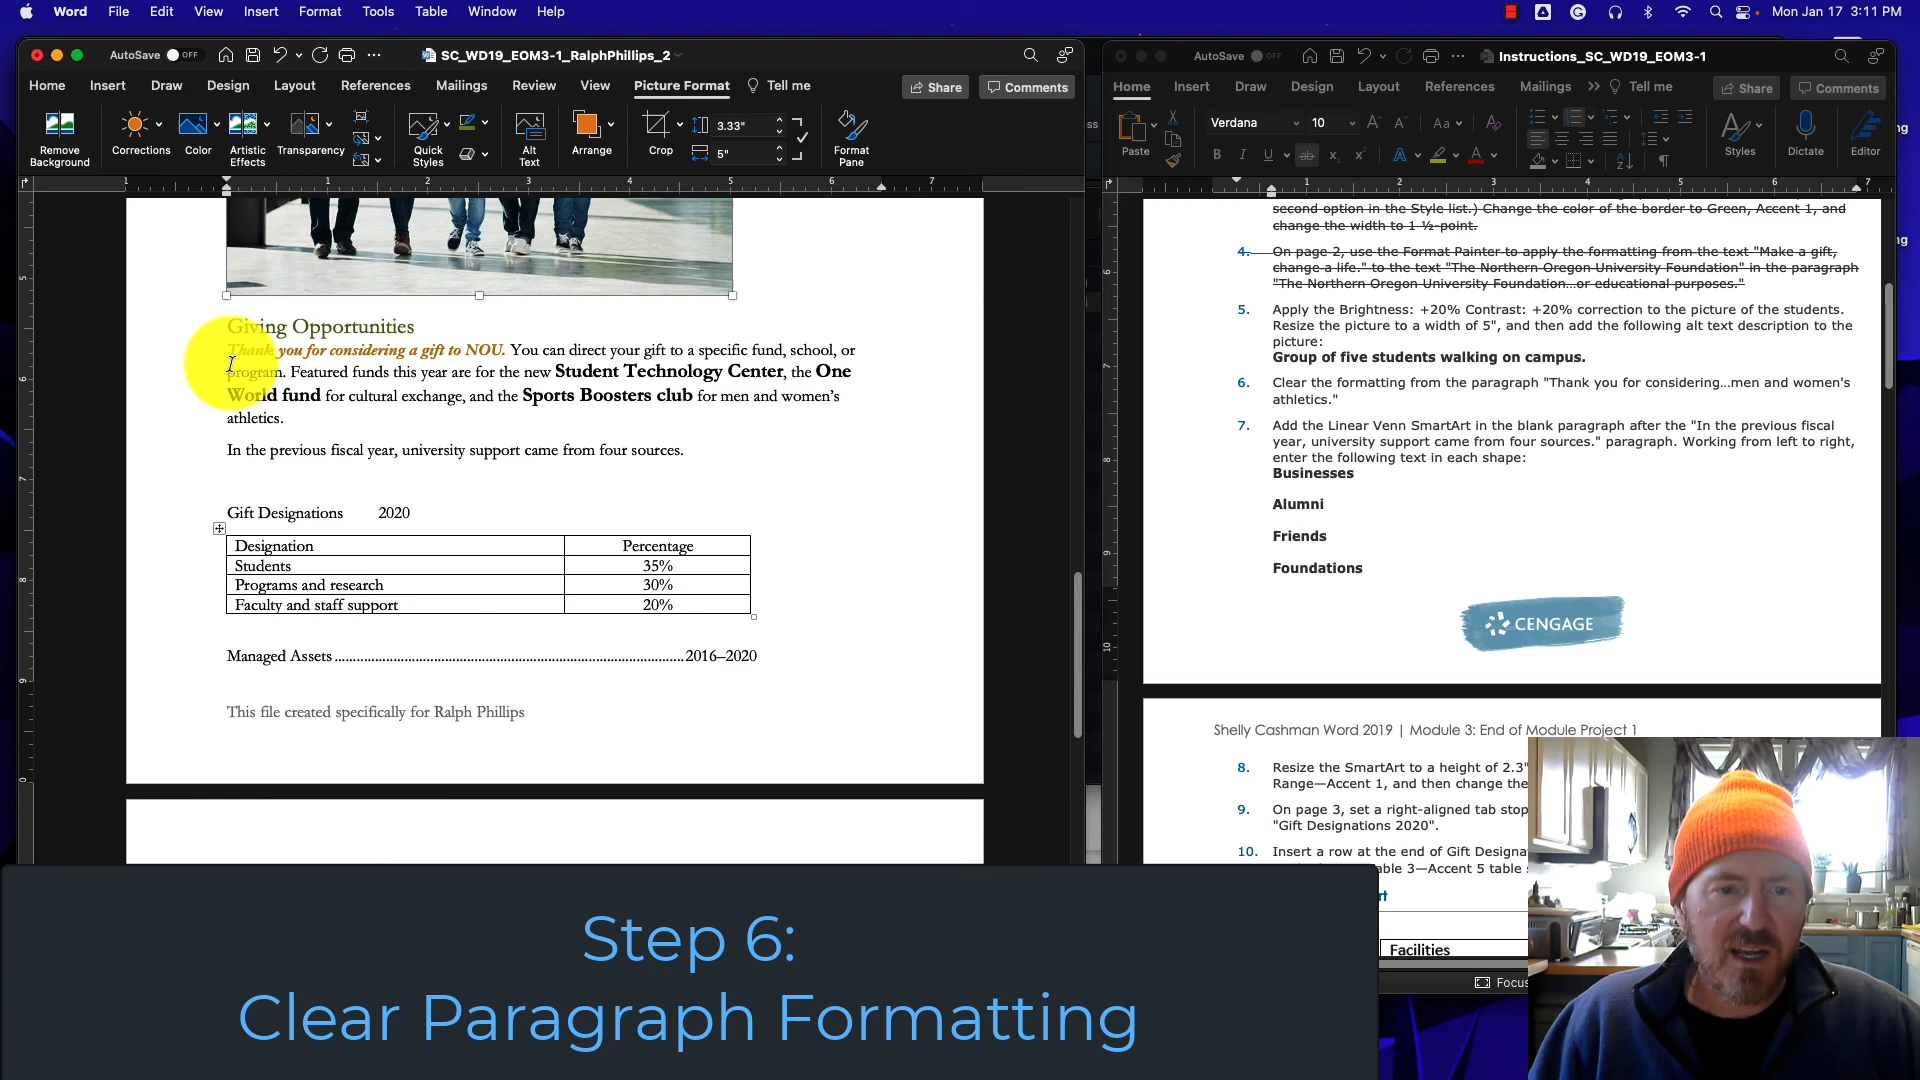 Word File Edit View Insert Format Tools Table Window Help
Mon Jan 17 3:11 PM
AutoSave OFF
SC_WD19_EOM3-1_RalphPhillips_2
Home Insert Draw Design Layout References Mailings Review View Picture Format Tell me
Share Comments
Remove Background
Corrections
Color
Artistic Effects
Transparency
Quick Styles
Alt Text
Arrange
Crop
3.33"
5"
Format Pane
1 1 2 3 4 5 7
Giving Opportunities
Thank you for considering a gift to NOU. You can direct your gift to a specific fund, school, or
program. Featured funds this year are for the new Student Technology Center, the One
World fund for cultural exchange, and the Sports Boosters club for men and women’s
athletics.
In the previous fiscal year, university support came from four sources.
Gift Designations 2020
Designation Percentage
Students 35%
Programs and research 30%
Faculty and staff support 20%
Managed Assets 2016–2020
This file created specifically for Ralph Phillips
AutoSave OFF
Instructions_SC_WD19_EOM3-1
Home Insert Draw Design Layout References Mailings Tell me
Share Comments
Paste
Verdana 10
Styles
Dictate
Editor
1 2 3 4 5 6 7
second option in the Style list.) Change the color of the border to Green, Accent 1, and
change the width to 1 ½-point.
4. On page 2, use the Format Painter to apply the formatting from the text "Make a gift,
change a life." to the text "The Northern Oregon University Foundation" in the paragraph
"The Northern Oregon University Foundation…or educational purposes."
5. Apply the Brightness: +20% Contrast: +20% correction to the picture of the students.
Resize the picture to a width of 5", and then add the following alt text description to the
picture:
Group of five students walking on campus.
6. Clear the formatting from the paragraph "Thank you for considering…men and women's
athletics."
7. Add the Linear Venn SmartArt in the blank paragraph after the "In the previous fiscal
year, university support came from four sources." paragraph. Working from left to right,
enter the following text in each shape:
Businesses
Alumni
Friends
Foundations
CENGAGE
Shelly Cashman Word 2019 | Module 3: End of Module Project 1
8. Resize the SmartArt to a height of 2.3"
Range—Accent 1, and then change the
9. On page 3, set a right-aligned tab stop
"Gift Designations 2020".
10. Insert a row at the end of Gift Designa
able 3—Accent 5 table
Facilities
Focus
Step 6:
Clear Paragraph Formatting